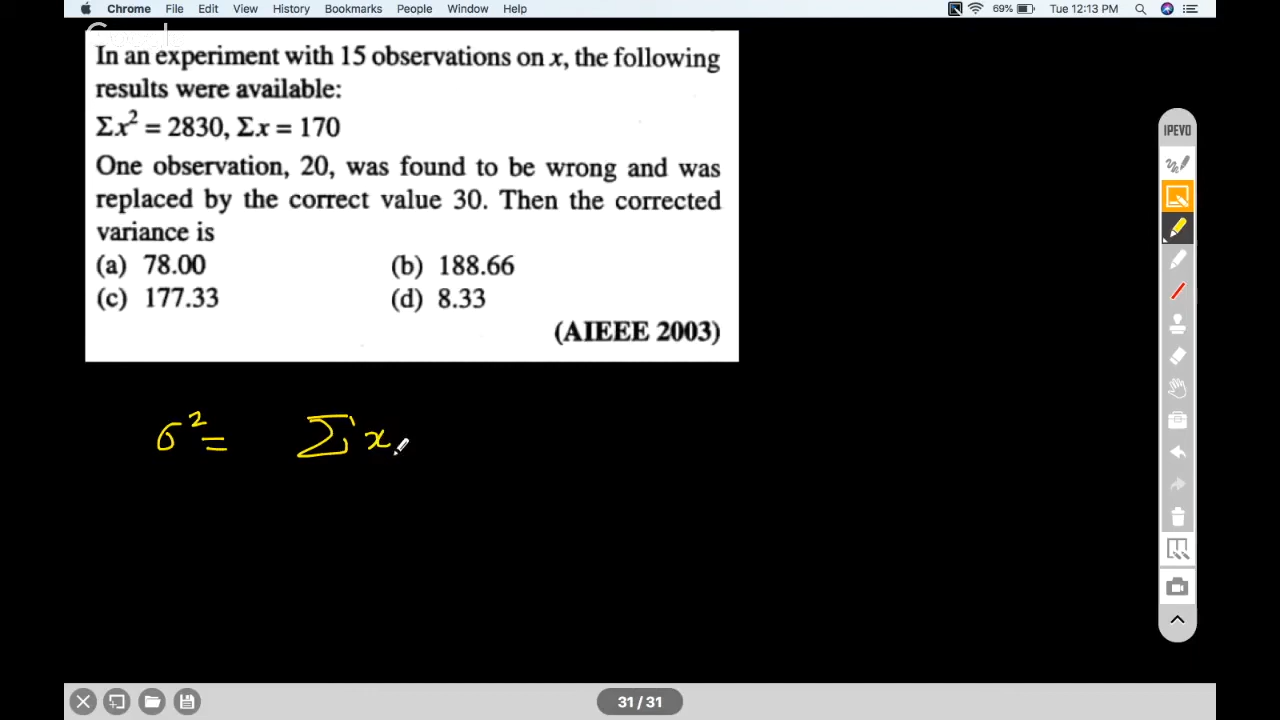 Chrome File Edit View History Bookmarks People Window Help 69% Tue 12:13 PM
In an experiment with 15 observations on x, the following
results were available:
Σx² = 2830, Σx = 170
One observation, 20, was found to be wrong and was
replaced by the correct value 30. Then the corrected
variance is
(a) 78.00 (b) 188.66
(c) 177.33 (d) 8.33
(AIEEE 2003)
σ² = Σx
IPEVO
31 / 31